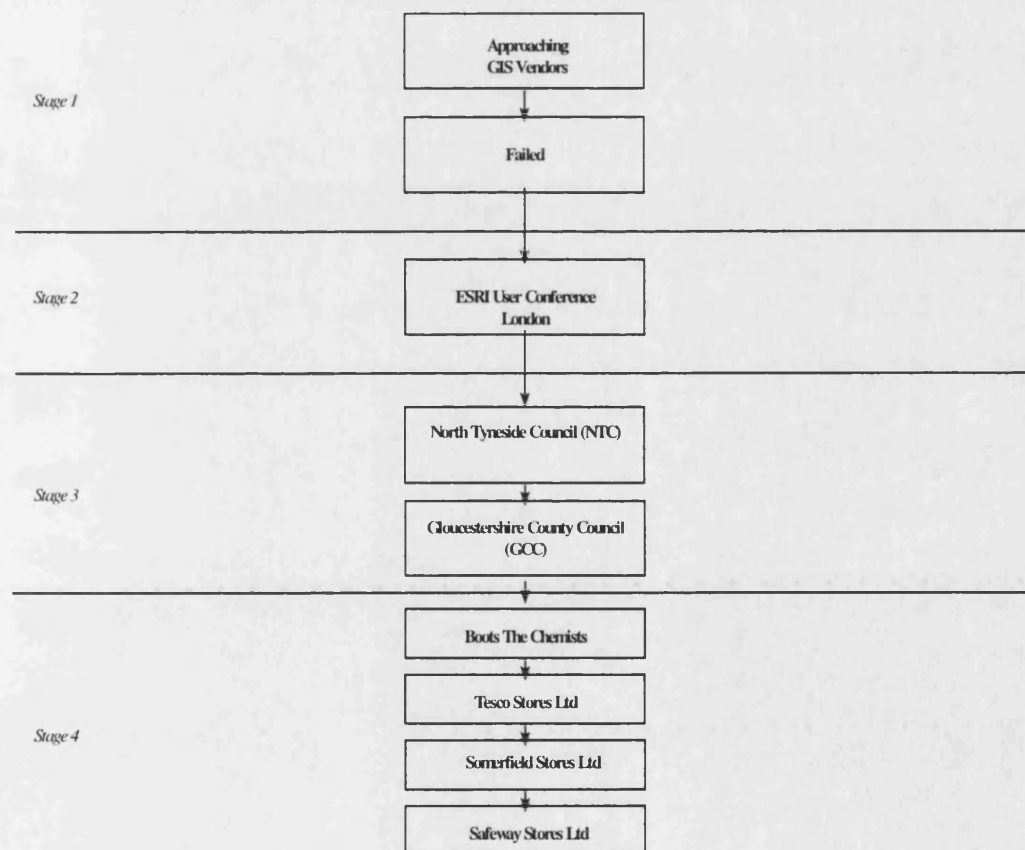 Approaching
GIS Vendors
Stage 1
Failed
Stage 2
ESRI User Conference
London
North Tyneside Council (NTC)
Stage 3
Gloucestershire County Council
(GCC)
Boots The Chemists
Tesco Stores Ltd
Stage 4
Somerfield Stores Ltd
Safeway Stores Ltd